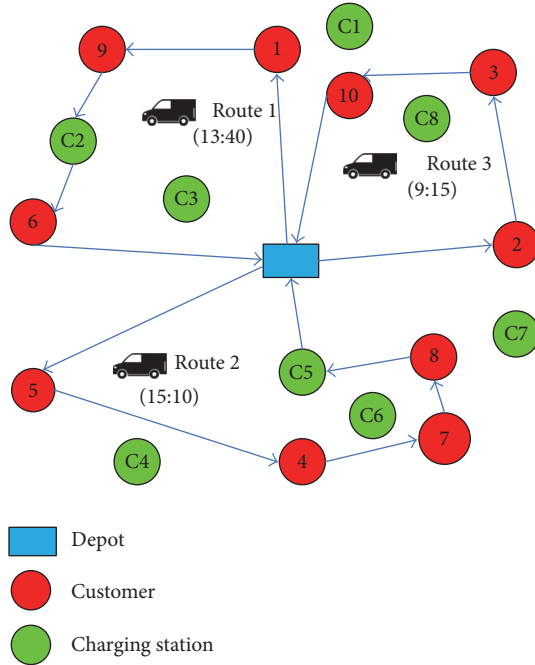 C1
9
1
3
10
C8
Route 1
(13:40)
C2
Route 3
(9:15)
C3
6
2
C7
8
Route 2
(15:10)
C5
5
C6
7
4
C4
Depot
Customer
Charging station